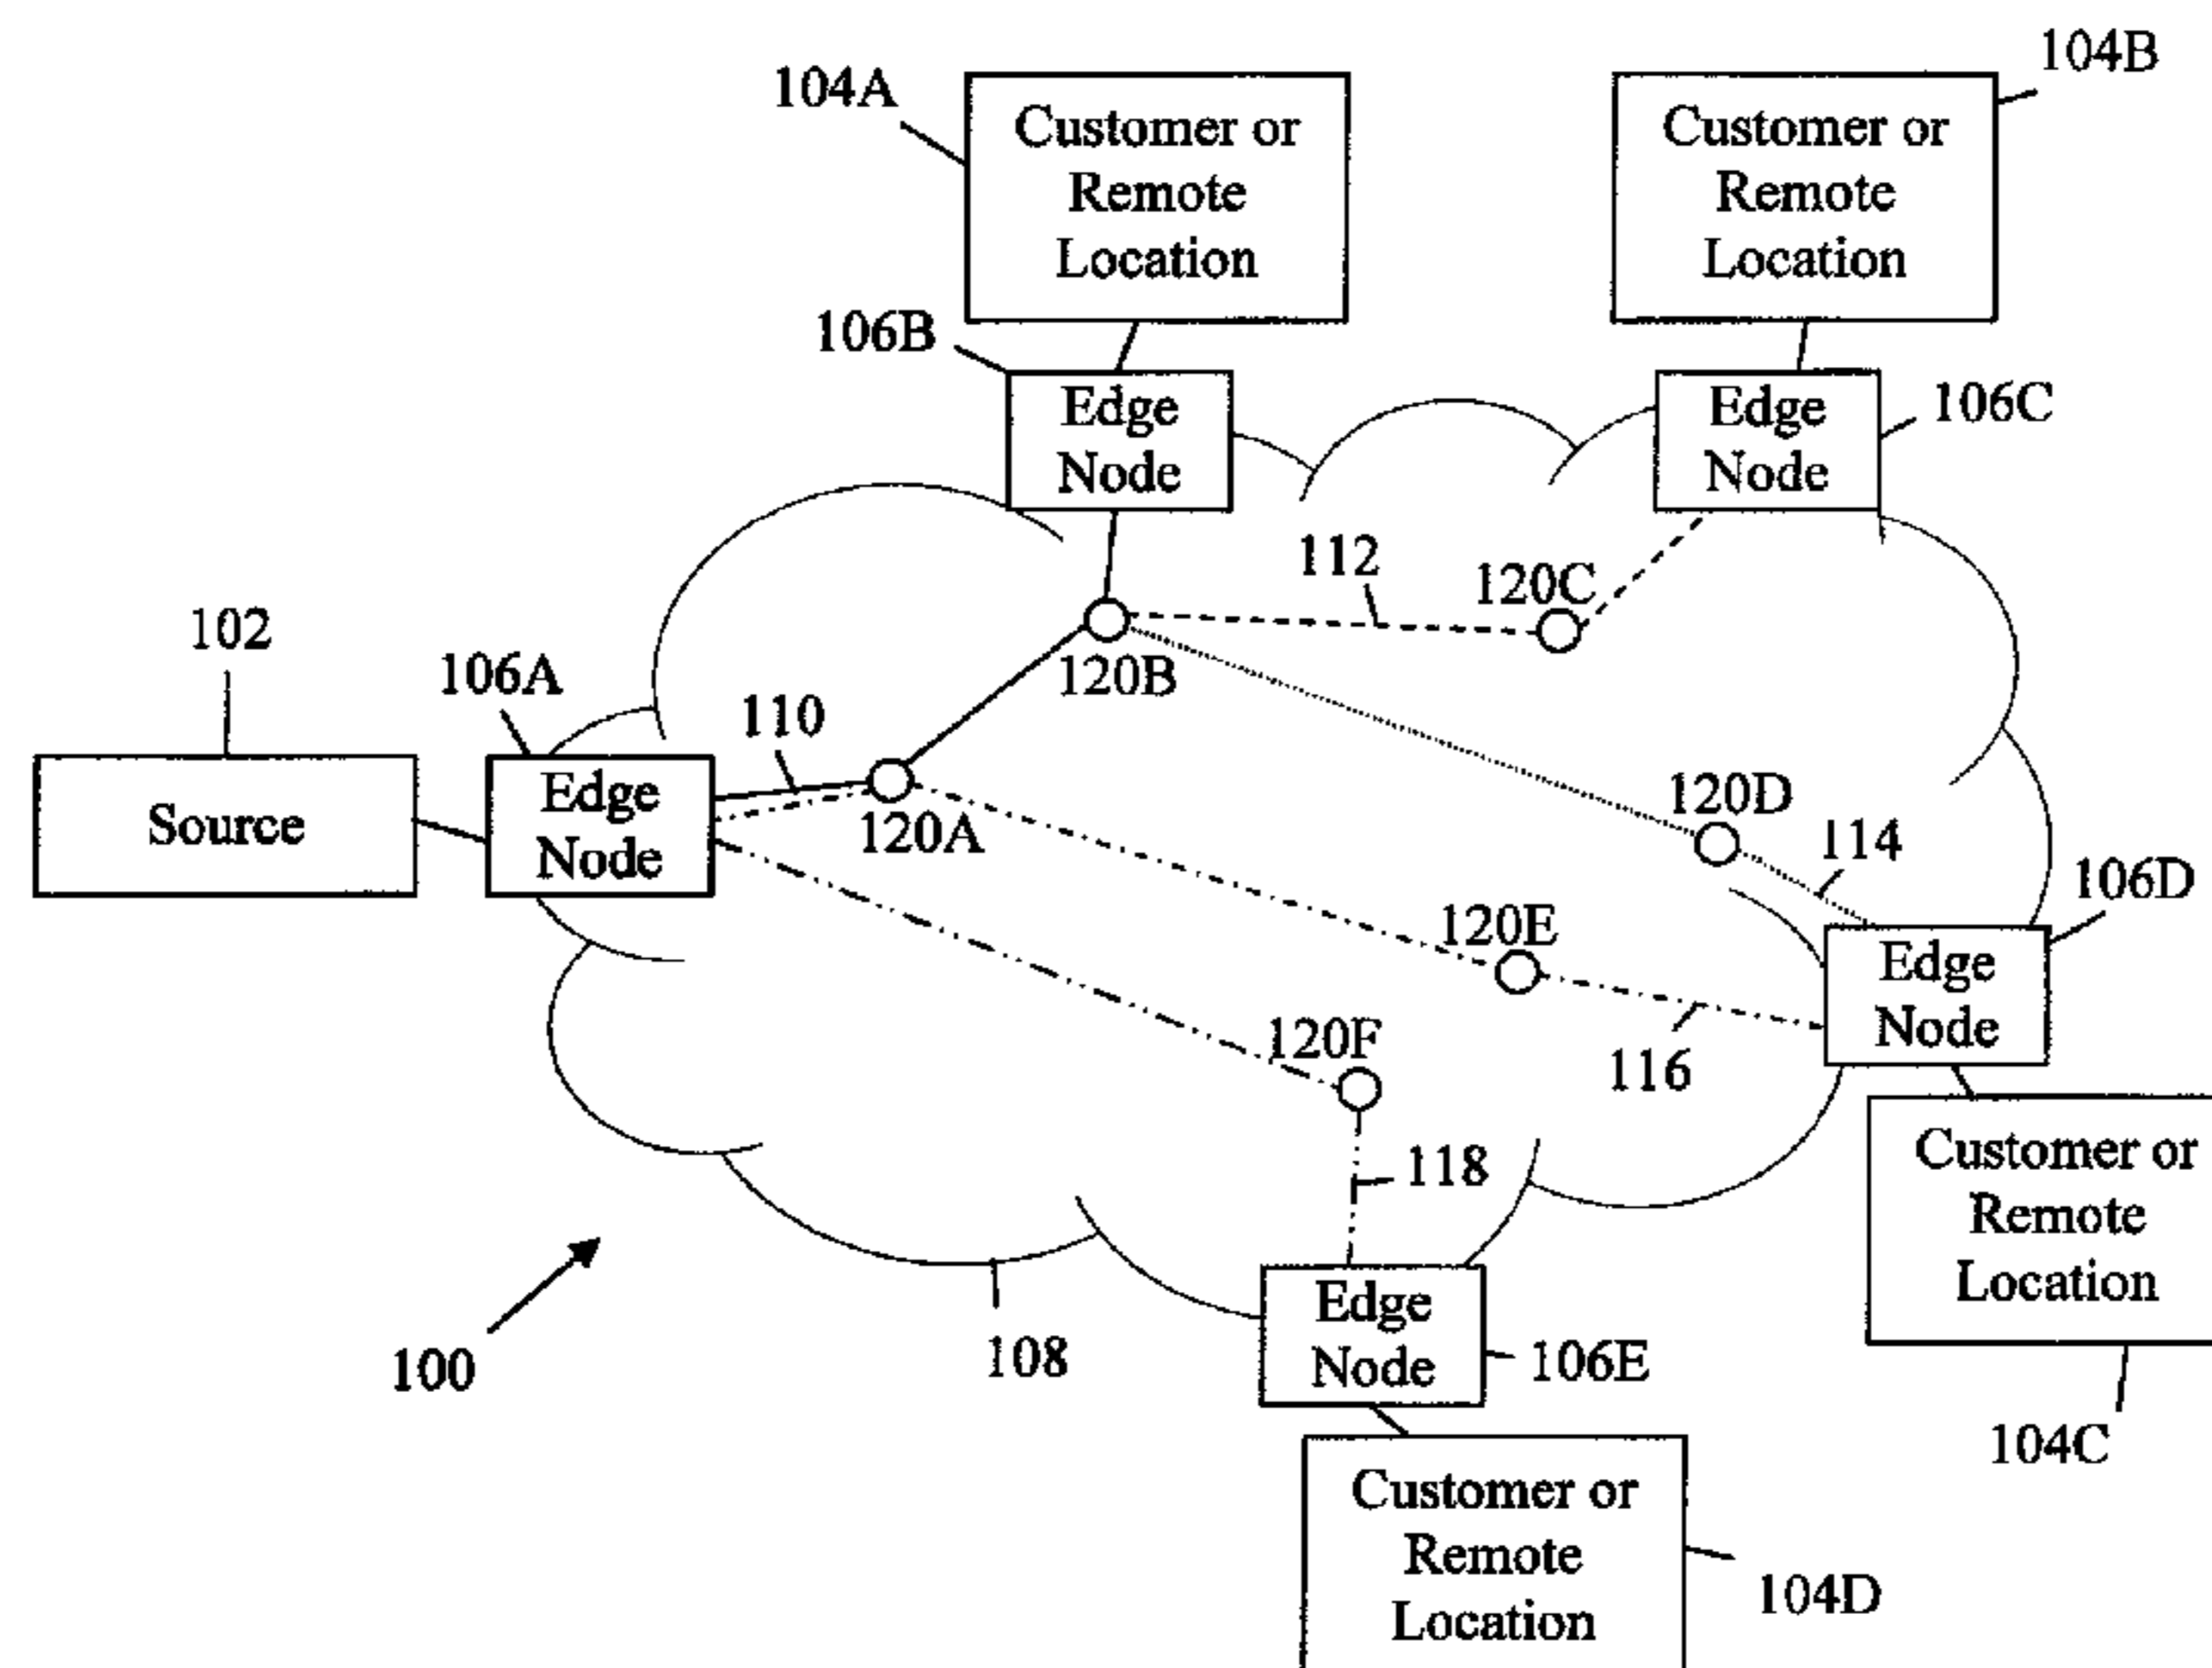 104B
104A
Customer or
Remote
Location
Customer or
Remote
Location
106B
Edge
Node
Edge
Node
106C
112
120C
102
106A
120B
110
Source
Edge
Node
120A
120D
114
106D
120E
Edge
Node
120F
116
118
Customer or
Remote
Location
Edge
Node
106E
108
100
104C
Customer or
Remote
Location
104D